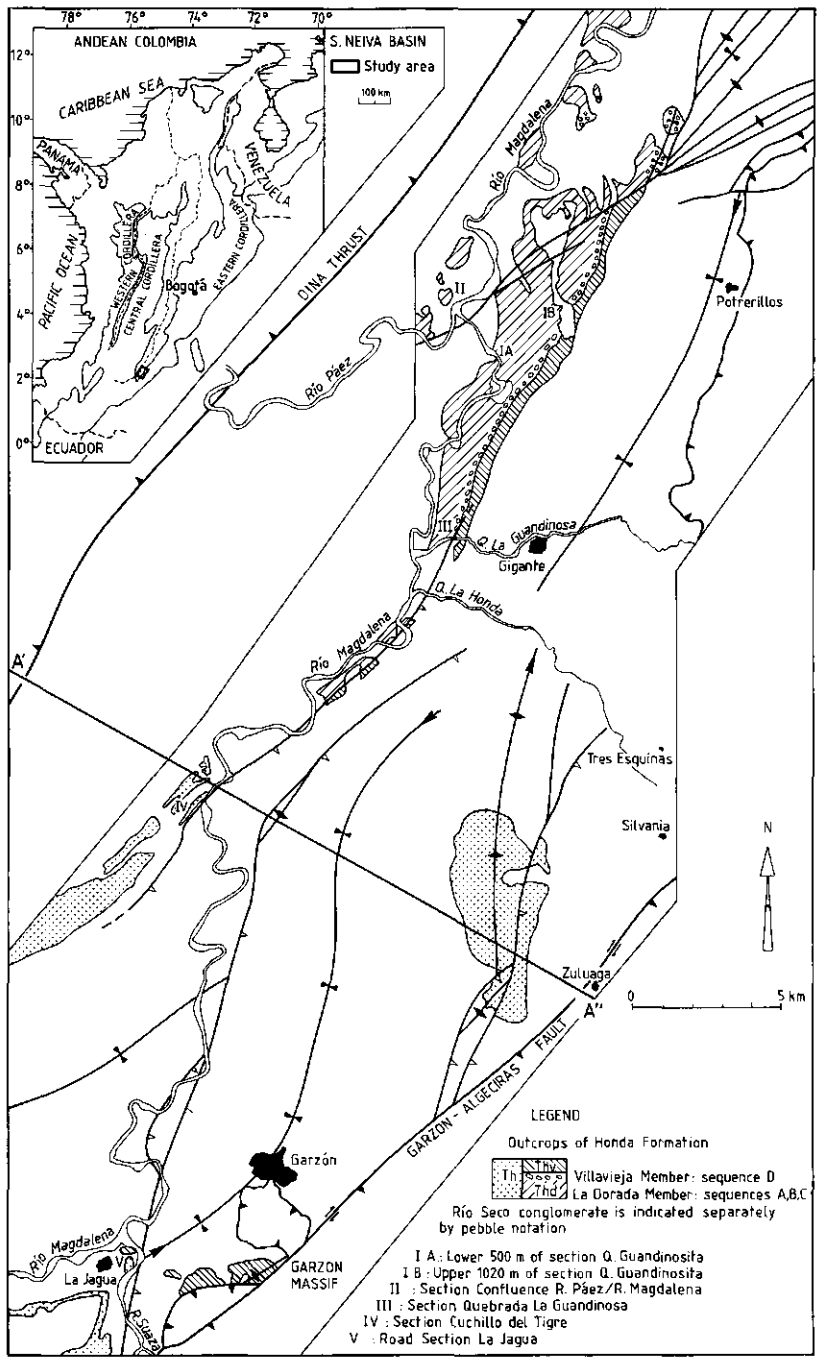 78° 76° 74° 72° 70°
ANDEAN COLOMBIA
S. NEIVA BASIN
Study area
100 km
12°
10°
8°
6°
4°
2°
0°
CARIBBEAN SEA
PANAMA
VENEZUELA
PACIFIC OCEAN
WESTERN CORDILLERA
CENTRAL CORDILLERA
EASTERN CORDILLERA
Bogotá
ECUADOR
DINA THRUST
Río Magdalena
II
IB
IA
Río Páez
Potrerillos
III
Q. La Guandinosa
Gigante
Q. La Honda
Río Magdalena
A'
Tres Esquinas
Silvania
IV
N
Zuluaga
A"
0 5 km
GARZON - ALGECIRAS FAULT
Garzón
Río Magdalena
V
La Jagua
R. Suaza
GARZON
MASSIF
LEGEND
Outcrops of Honda Formation
Th
Thv
Thd
Villavieja Member: sequence D
La Dorada Member: sequences A,B,C
Río Seco conglomerate is indicated separately
by pebble notation
I A : Lower 500 m of section Q. Guandinosita
I B : Upper 1020 m of section Q. Guandinosita
II : Section Confluence R. Páez/R. Magdalena
III : Section Quebrada La Guandinosa
IV : Section Cuchillo del Tigre
V : Road Section La Jagua